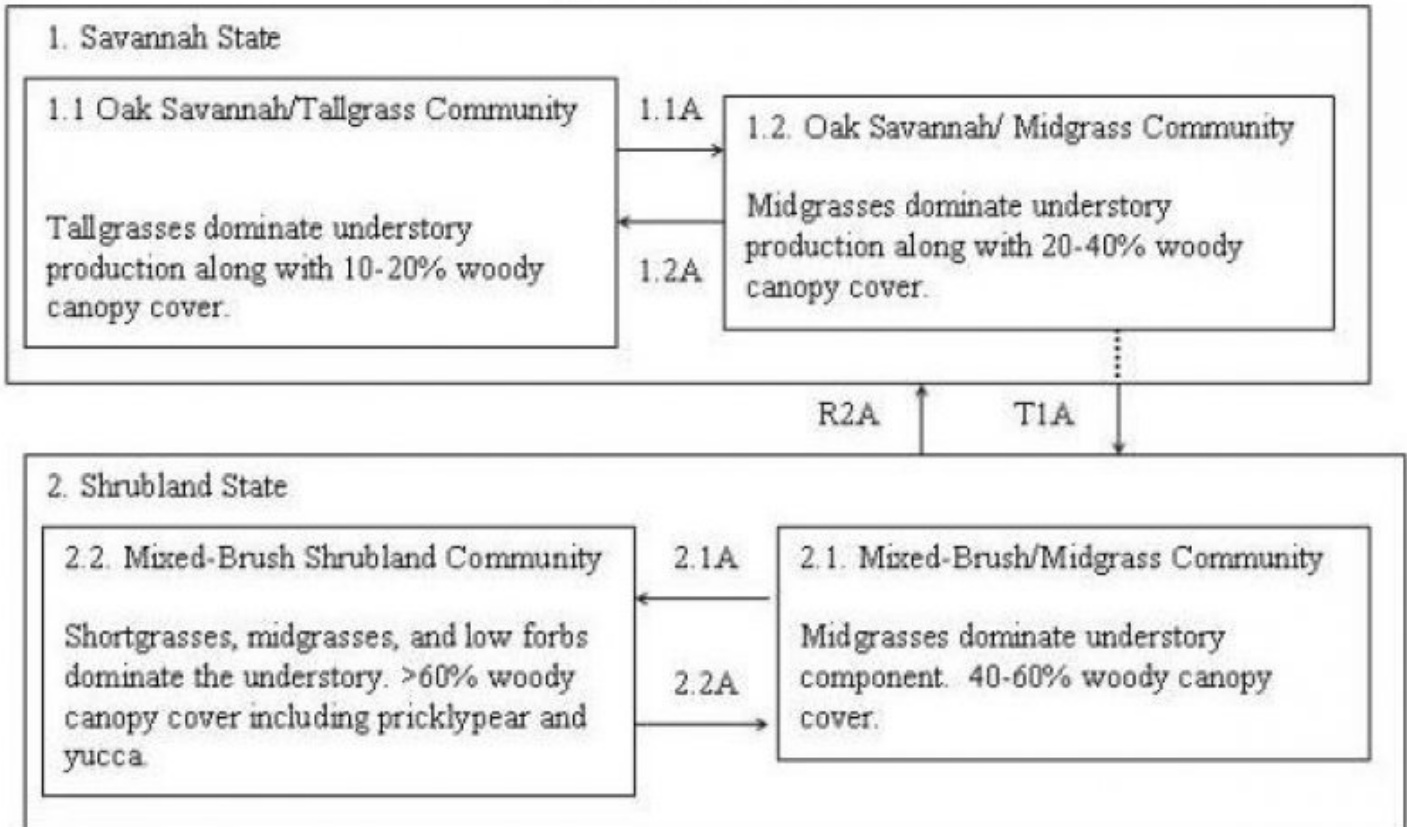 1. Savannah State
1.1 Oak Savannah/Tallgrass Community
Tallgrasses dominate understory
production along with 10-20% woody
canopy cover.
1.1A
1.2A
1.2. Oak Savannah/ Midgrass Community
Midgrasses dominate understory
production along with 20-40% woody
canopy cover.
R2A
T1A
2. Shrubland State
2.2. Mixed-Brush Shrubland Community
Shortgrasses, midgrasses, and low forbs
dominate the understory. >60% woody
canopy cover including pricklypear and
yucca.
2.1A
2.2A
2.1. Mixed-Brush/Midgrass Community
Midgrasses dominate understory
component. 40-60% woody canopy
cover.